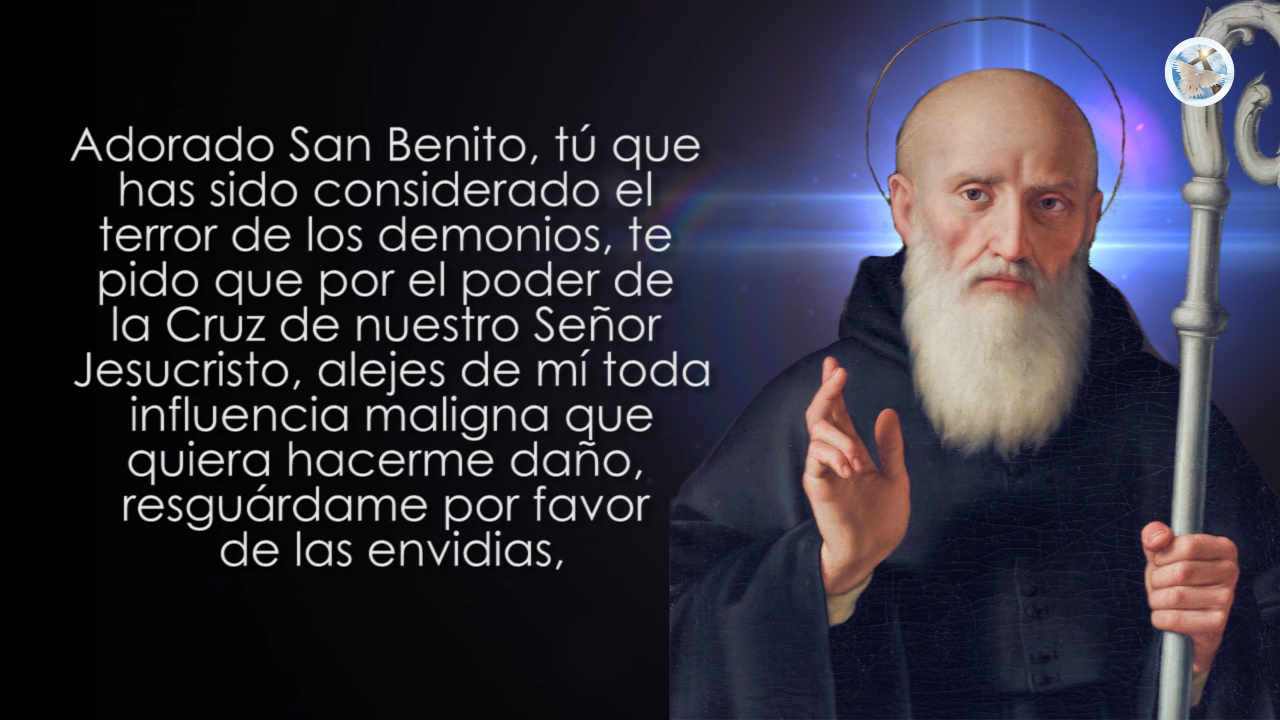 Adorado San Benito, tú que
has sido considerado el
terror de los demonios, te
pido que por el poder de
la Cruz de nuestro Señor
Jesucristo, alejes de mí toda
influencia maligna que
quiera hacerme daño,
resguárdame por favor
de las envidias,